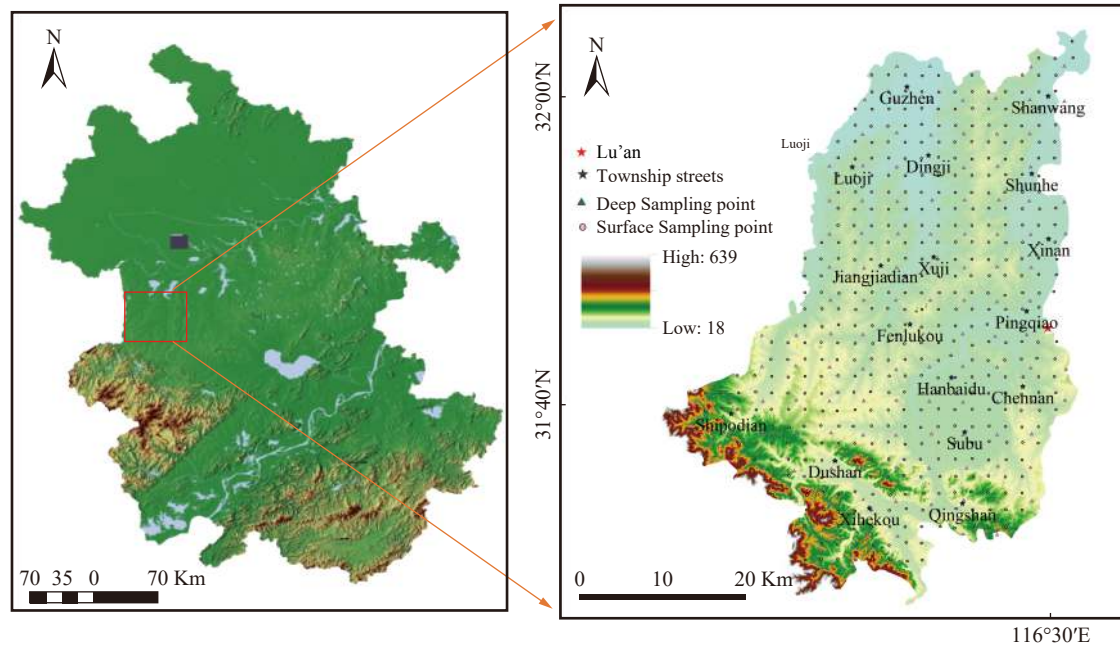 N
70 35 0 70 Km
N
32°00′N
31°40′N
116°30′E
Luoji
Lu'an
Township streets
Deep Sampling point
Surface Sampling point
High: 639
Low: 18
Guzhen
Shanwang
Luoji
Dingji
Shunhe
Xinan
Jiangjiadian
Xuji
Pingqiao
Fenlukou
Hanbaidu
Chengnan
Shipodian
Subu
Dushan
Xihekou
Qingshan
0 10 20 Km